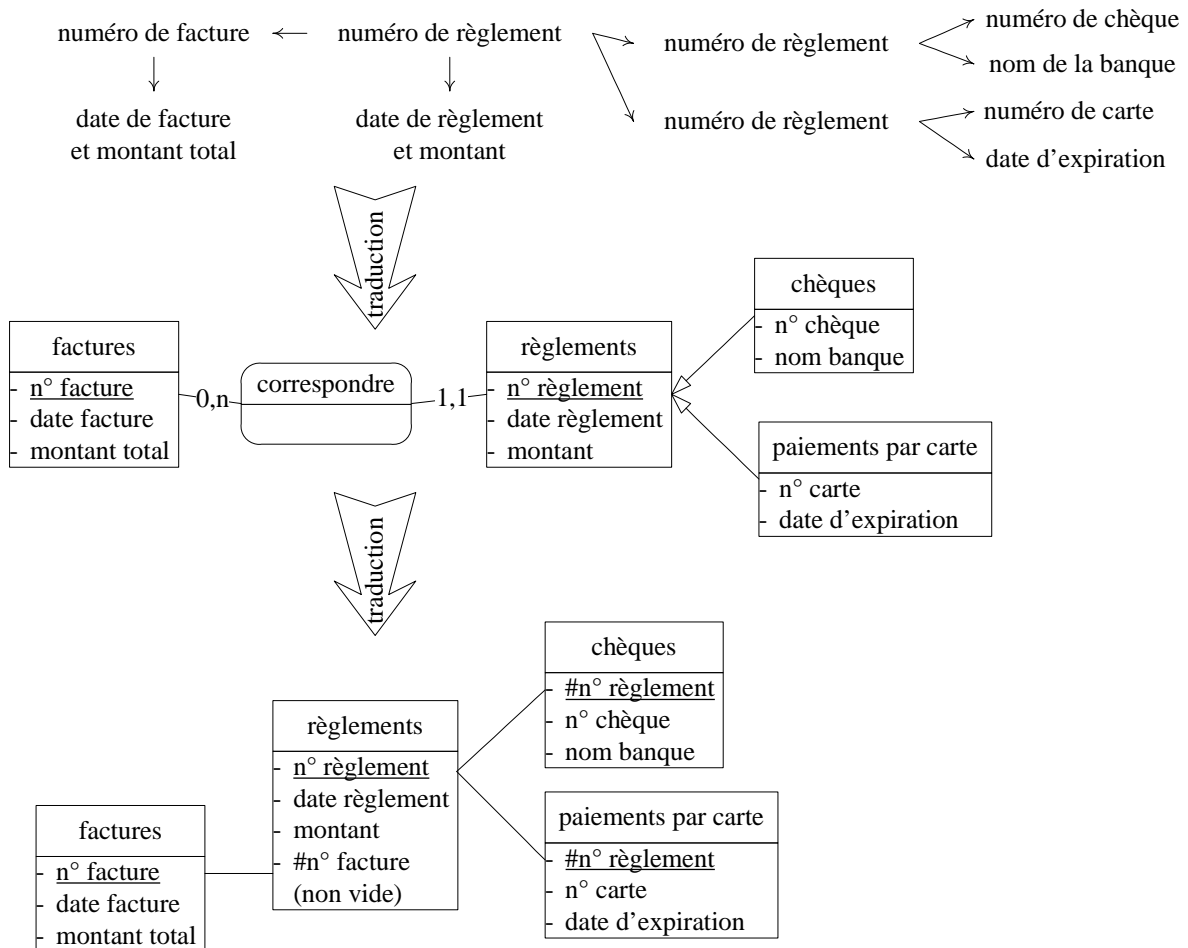 numéro de facture
numéro de règlement
numéro de règlement
numéro de chèque
nom de la banque
date de facture
et montant total
date de règlement
et montant
numéro de règlement
numéro de carte
date d'expiration
traduction
factures
- n° facture
- date facture
- montant total
0,n
correspondre
1,1
règlements
- n° règlement
- date règlement
- montant
chèques
- n° chèque
- nom banque
paiements par carte
- n° carte
- date d'expiration
traduction
factures
- n° facture
- date facture
- montant total
règlements
- n° règlement
- date règlement
- montant
- #n° facture
(non vide)
chèques
- #n° règlement
- n° chèque
- nom banque
paiements par carte
- #n° règlement
- n° carte
- date d'expiration